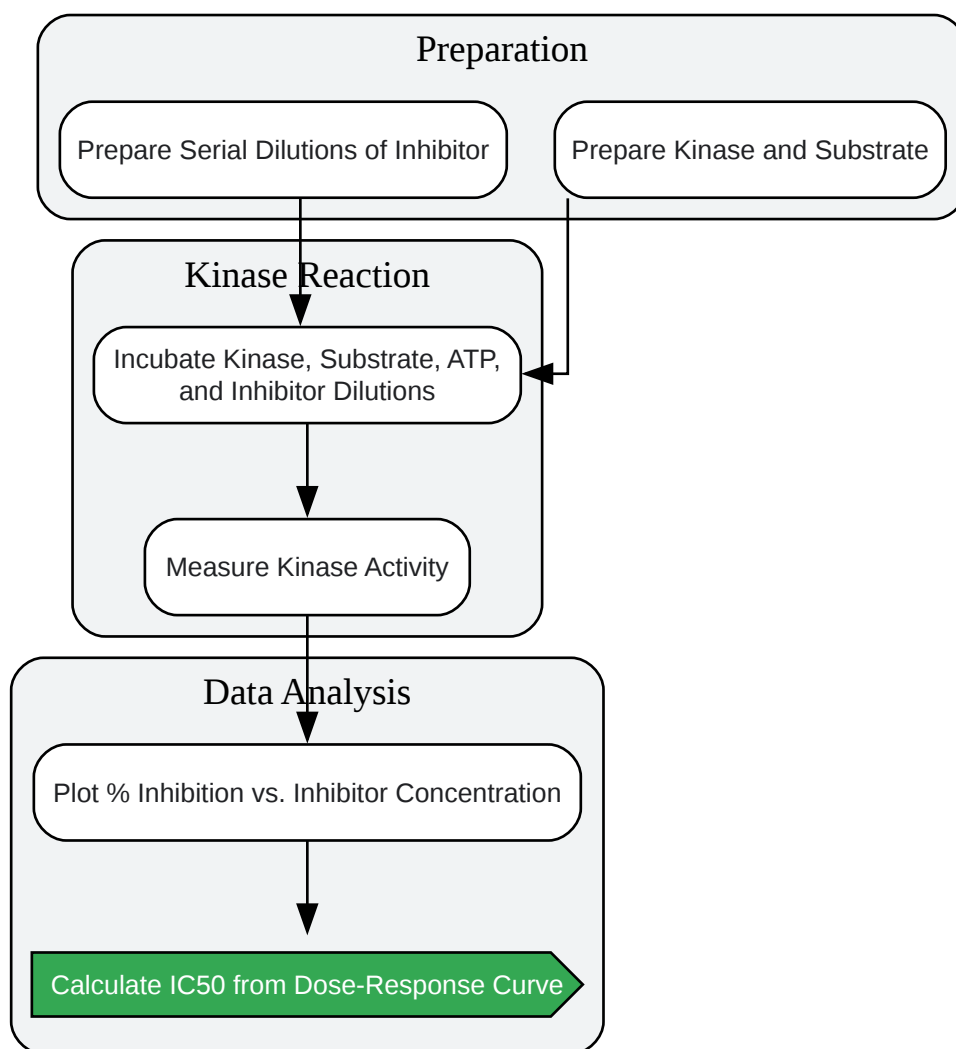 Preparation
Prepare Serial Dilutions of Inhibitor
Prepare Kinase and Substrate
Kinase Reaction
Incubate Kinase, Substrate, ATP,
and Inhibitor Dilutions
Measure Kinase Activity
Data Analysis
Plot % Inhibition vs. Inhibitor Concentration
Calculate IC50 from Dose-Response Curve